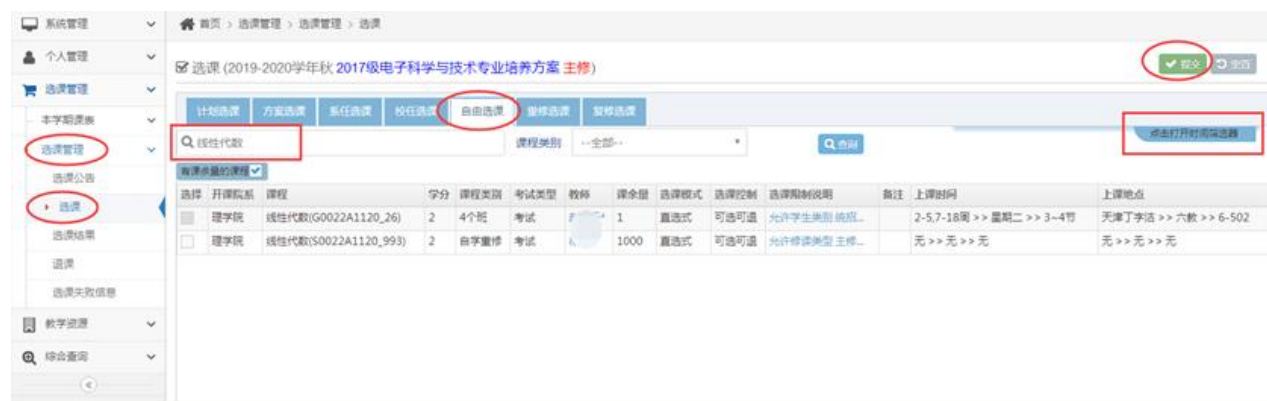 系统管理
首页 > 选课管理 > 选课管理 > 选课
个人管理
选课 (2019-2020学年秋 2017级电子科学与技术专业培养方案 主修)
提交
选课管理
计划选课 方案选课 系任选课 校任选课 自由选课 重修选课 复修选课
本学期课表
线性代数 课程类别 --全部-- 查询
点击打开时间筛选器
选课管理
有课余量的课程
选课公告
选择 开课院系 课程 学分 课程类别 考试类型 教师 课余量 选课模式 选课控制 选课限制说明 备注 上课时间 上课地点
选课
理学院 线性代数(G0022A1120_26) 2 4个班 考试 1 直选式 可选可退 允许学生类别 统招... 2-5,7-18周 >> 星期二 >> 3~4节 天津丁字沽 >> 六教 >> 6-502
选课结果
理学院 线性代数(S0022A1120_993) 2 自学重修 考试 1000 直选式 可选可退 允许修读类型 主修... 无 >> 无 >> 无 无 >> 无 >> 无
退课
选课失败信息
教学资源
综合查询